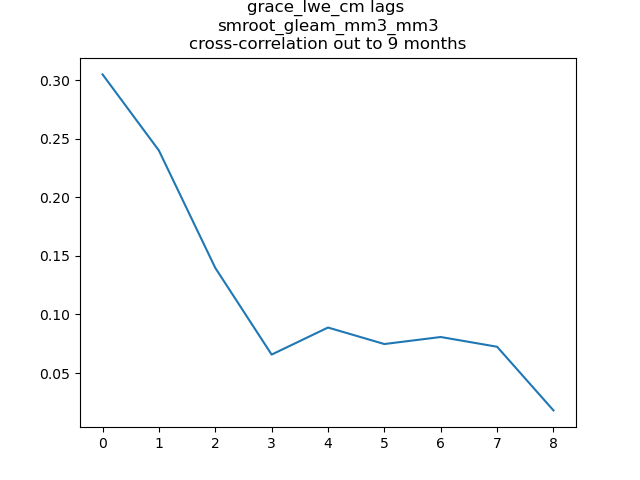 grace_lwe_cm lags
smroot_gleam_mm3_mm3
cross-correlation out to 9 months
0.30
0.25
0.20
0.15
0.10
0.05
0 1 2 3 4 5 6 7 8